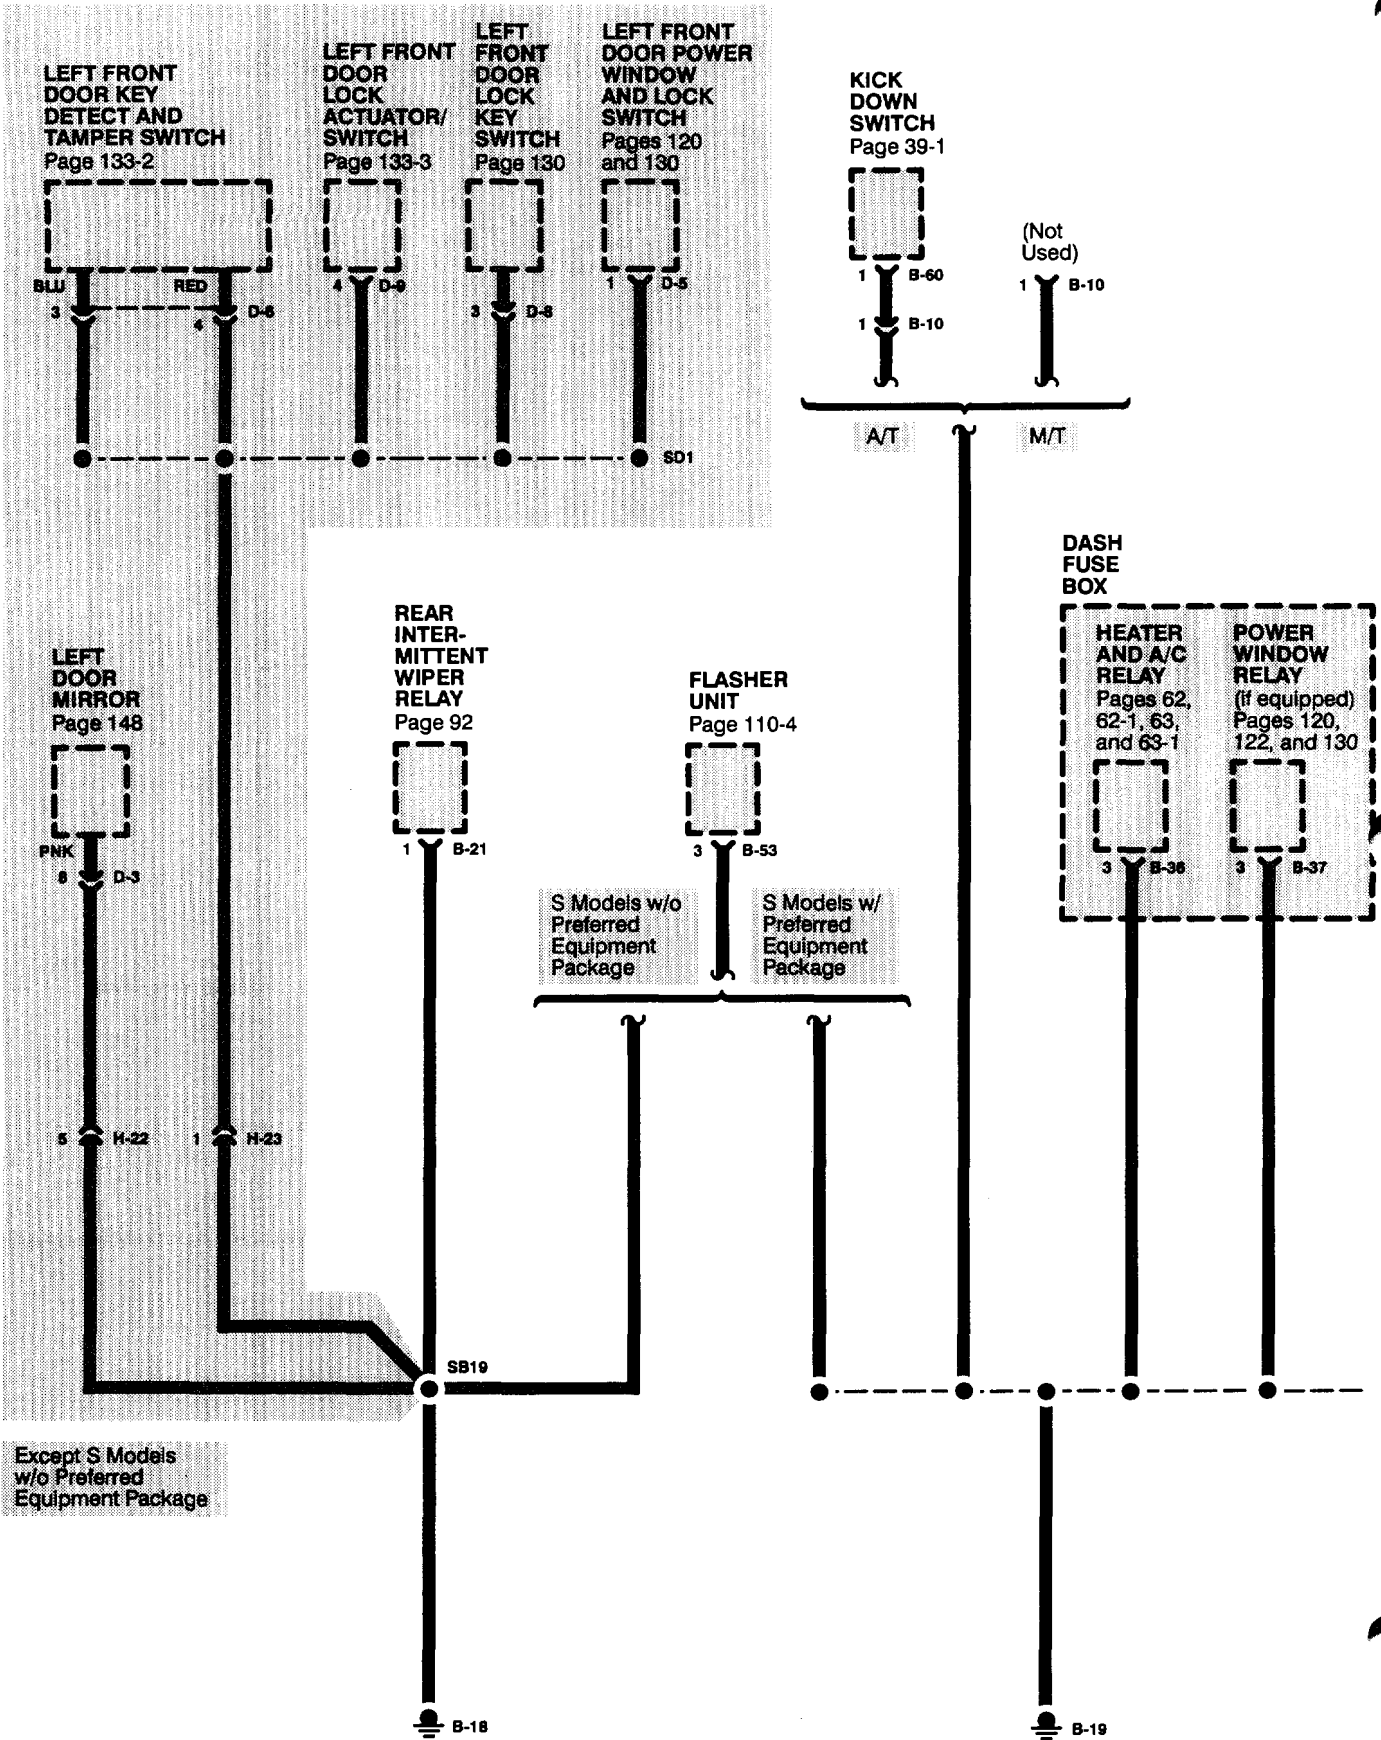 LEFT FRONT
DOOR KEY
DETECT AND
TAMPER SWITCH
Page 133-2
LEFT FRONT
DOOR
LOCK
ACTUATOR/
SWITCH
Page 133-3
LEFT
FRONT
DOOR
LOCK
KEY
SWITCH
Page 130
LEFT FRONT
DOOR POWER
WINDOW
AND LOCK
SWITCH
Pages 120
and 130
KICK
DOWN
SWITCH
Page 39-1
(Not
Used)
BLU
RED
3
4
D-6
4
D-9
3
D-8
1
D-5
1
B-60
1
B-10
1
B-10
A/T
M/T
SD1
DASH
FUSE
BOX
HEATER
AND A/C
RELAY
Pages 62,
62-1, 63,
and 63-1
POWER
WINDOW
RELAY
(if equipped)
Pages 120,
122, and 130
3
B-36
3
B-37
LEFT
DOOR
MIRROR
Page 148
PNK
8
D-3
REAR
INTER-
MITTENT
WIPER
RELAY
Page 92
1
B-21
FLASHER
UNIT
Page 110-4
3
B-53
S Models w/o
Preferred
Equipment
Package
S Models w/
Preferred
Equipment
Package
5
H-22
1
H-23
SB19
Except S Models
w/o Preferred
Equipment Package
B-18
B-19